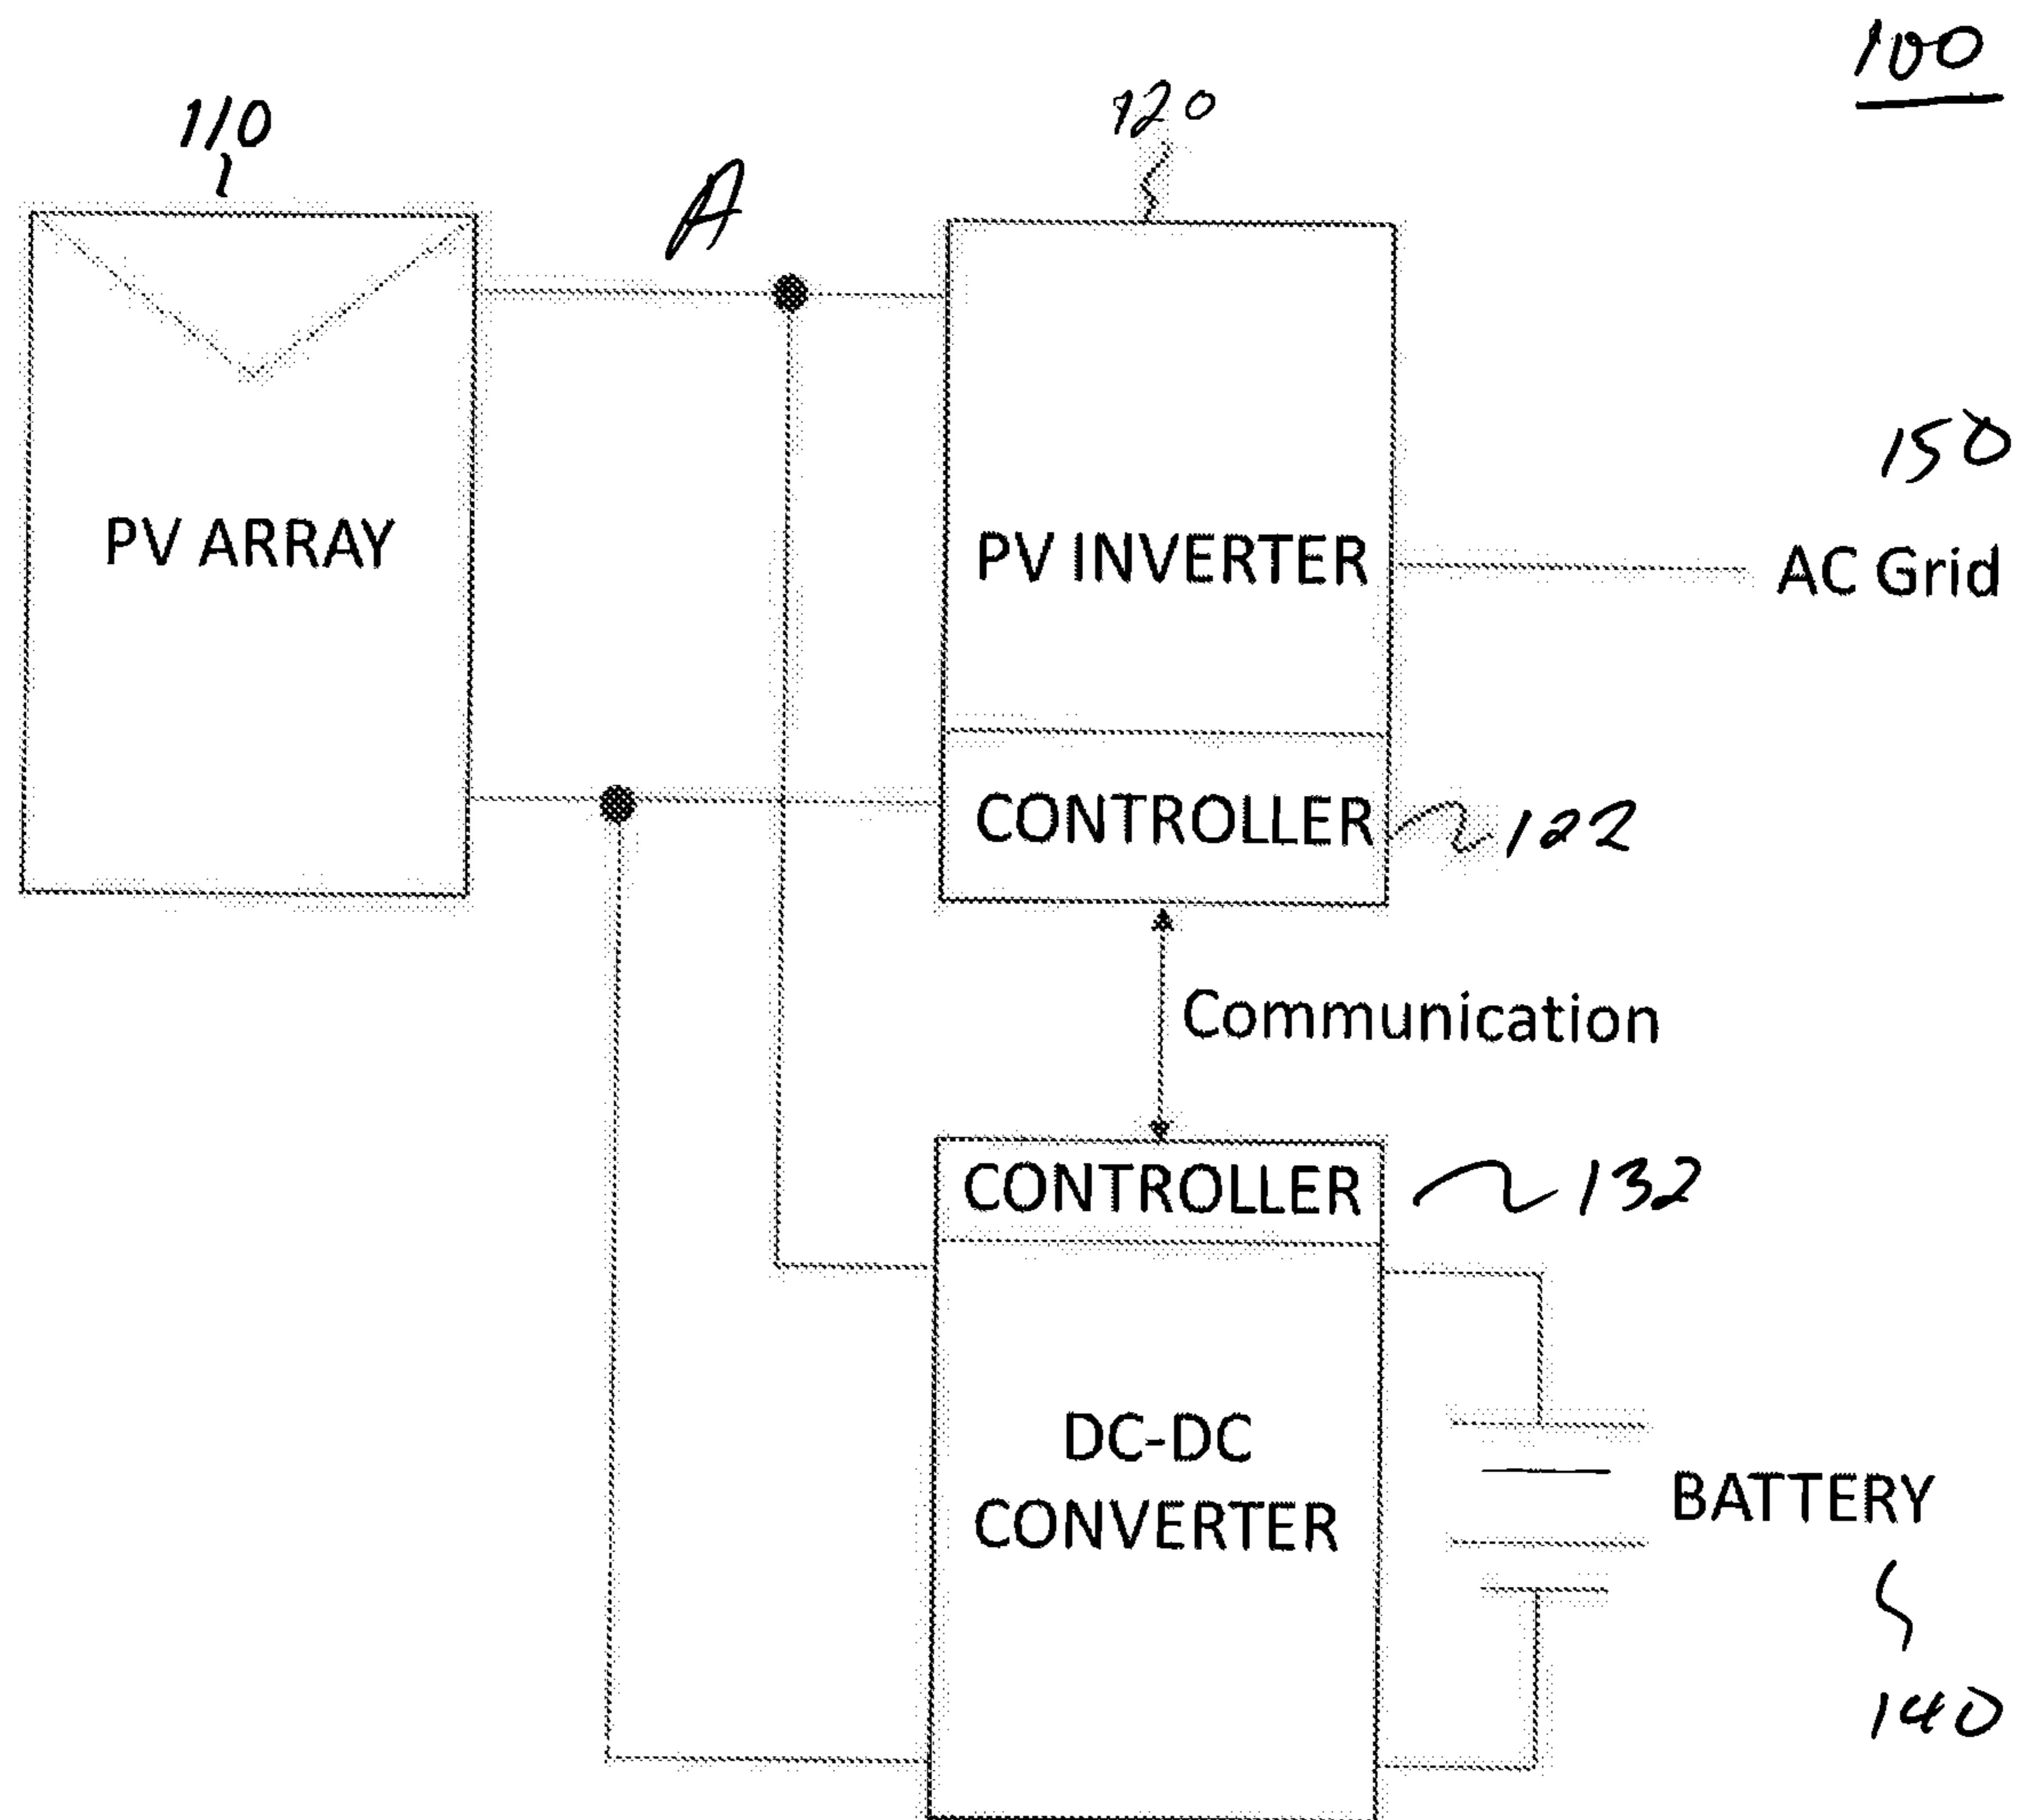 100
110
A
120
150
PV ARRAY
PV INVERTER
AC Grid
CONTROLLER
122
Communication
CONTROLLER
132
DC-DC
CONVERTER
BATTERY
140